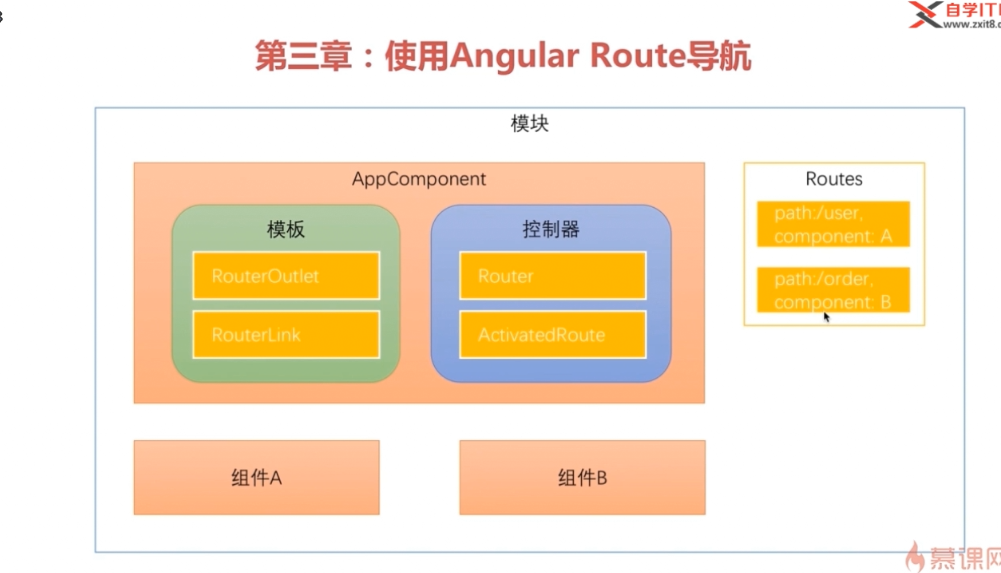 自学IT
www.zxit8.c
第三章：使用Angular Route导航
模块
AppComponent
模板
RouterOutlet
RouterLink
控制器
Router
ActivatedRoute
Routes
path:/user,
component: A
path:/order,
component: B
组件A
组件B
慕课网